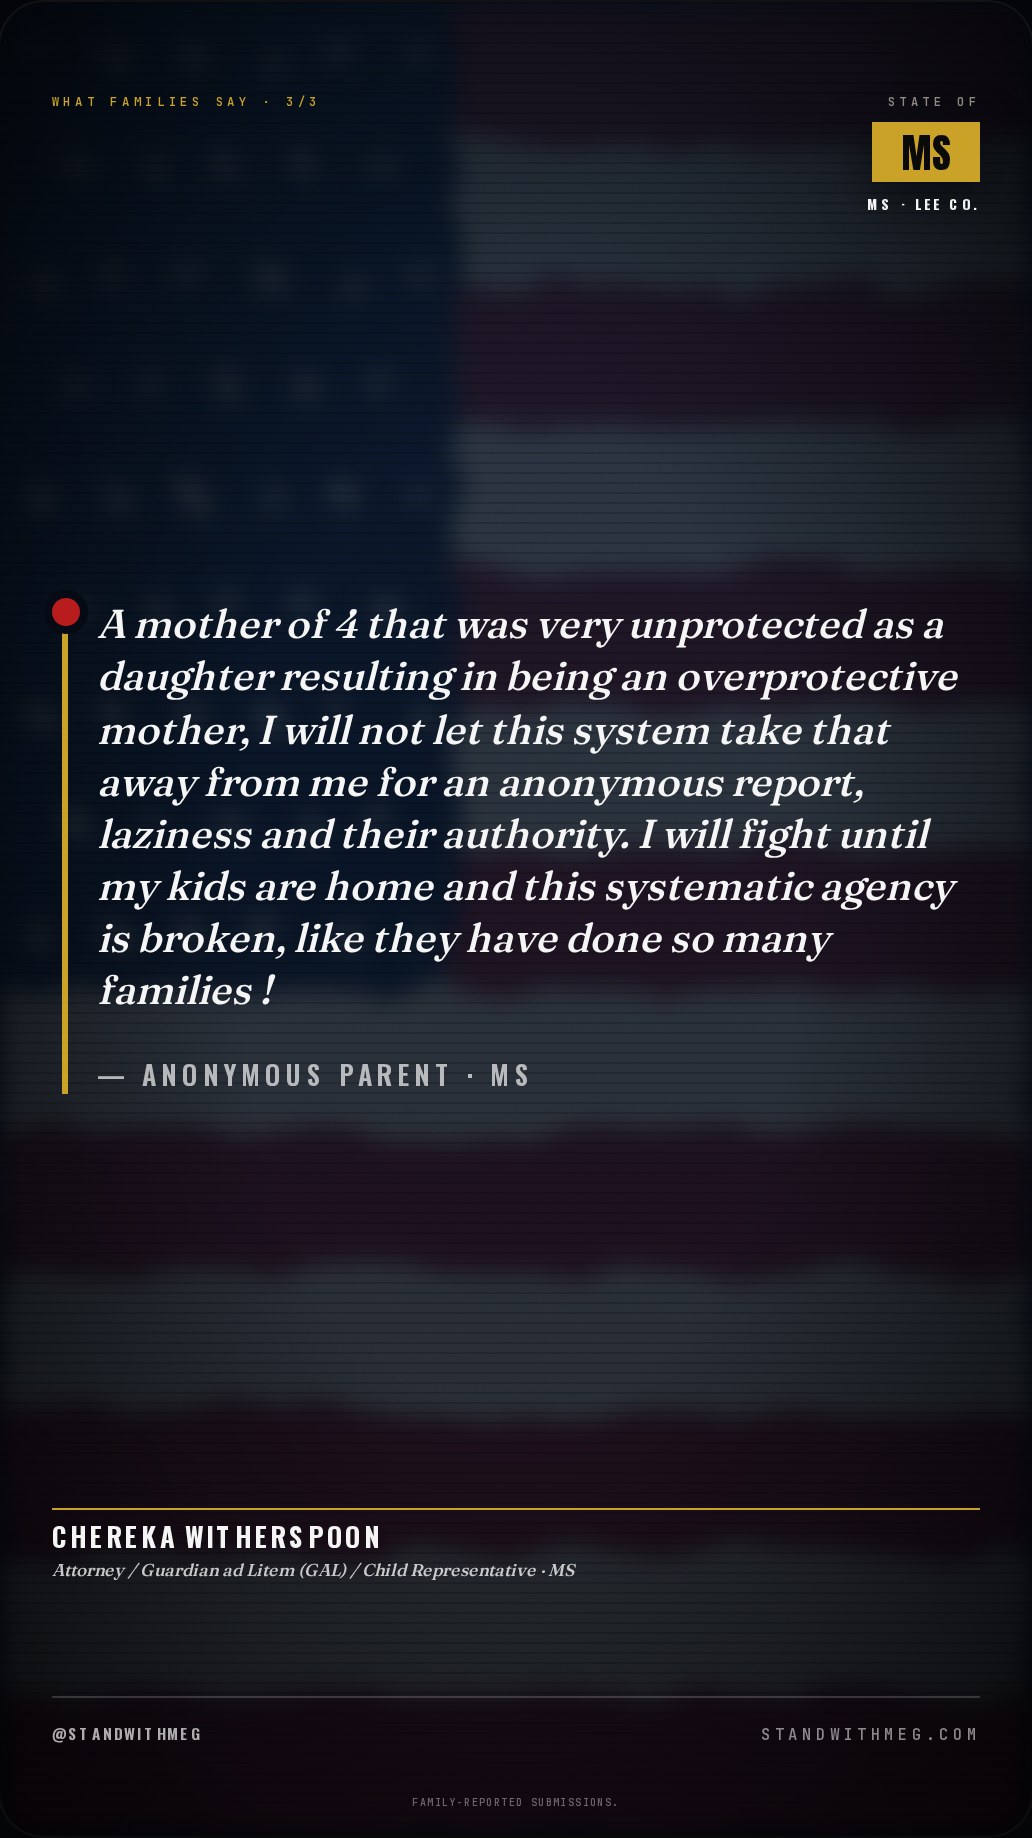 WHAT FAMILIES SAY · 3/3
STATE OF
MS
MS · LEE CO.
A mother of 4 that was very unprotected as a
daughter resulting in being an overprotective
mother, I will not let this system take that
away from me for an anonymous report,
laziness and their authority. I will fight until
my kids are home and this systematic agency
is broken, like they have done so many
families !
— ANONYMOUS PARENT · MS
CHEREKA WITHERSPOON
Attorney / Guardian ad Litem (GAL) / Child Representative · MS
@STANDWITHMEG
STANDWITHMEG.COM
FAMILY-REPORTED SUBMISSIONS.